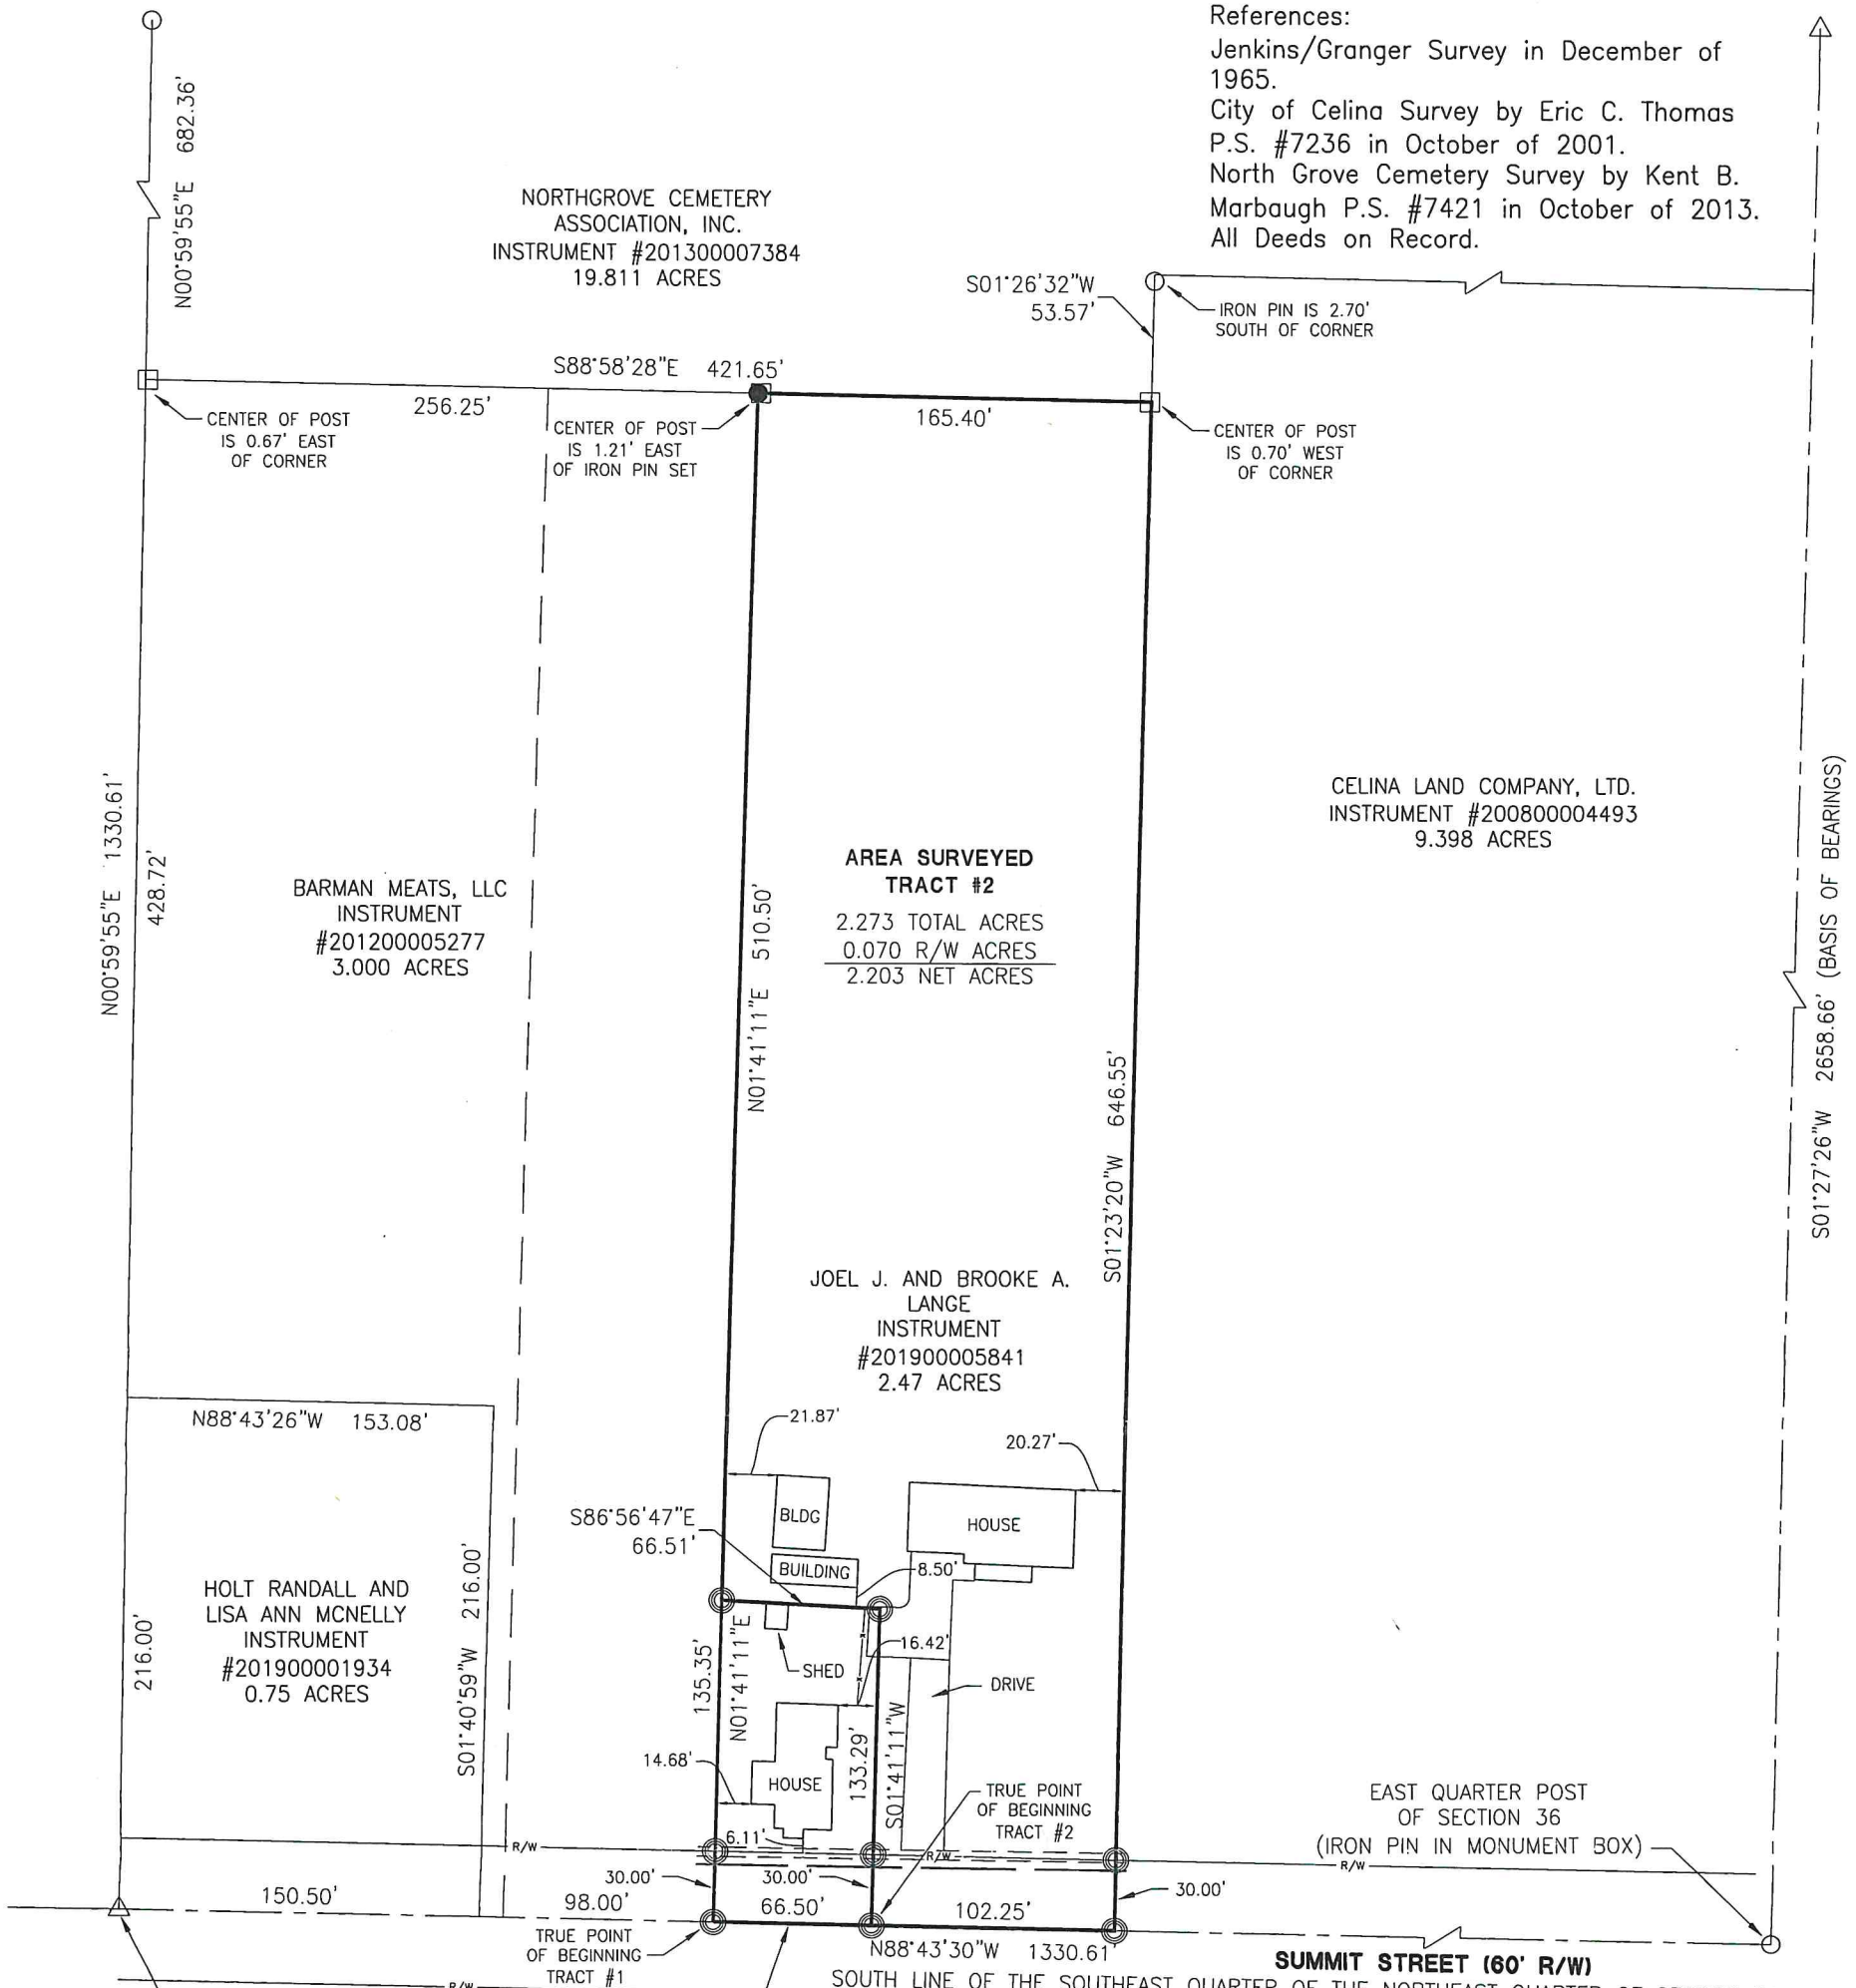 References:
Jenkins/Granger Survey in December of
1965.
City of Celina Survey by Eric C. Thomas
P.S. #7236 in October of 2001.
North Grove Cemetery Survey by Kent B.
Marbaugh P.S. #7421 in October of 2013.
All Deeds on Record.
N00°59'55"E 682.36'
NORTHGROVE CEMETERY
ASSOCIATION, INC.
INSTRUMENT #201300007384
19.811 ACRES
S01°26'32"W
53.57'
IRON PIN IS 2.70'
SOUTH OF CORNER
S88°58'28"E 421.65'
256.25'
165.40'
CENTER OF POST
IS 0.67' EAST
OF CORNER
CENTER OF POST
IS 1.21' EAST
OF IRON PIN SET
CENTER OF POST
IS 0.70' WEST
OF CORNER
N00°59'55"E 1330.61'
428.72'
BARMAN MEATS, LLC
INSTRUMENT
#201200005277
3.000 ACRES
N01°41'11"E 510.50'
AREA SURVEYED
TRACT #2
2.273 TOTAL ACRES
0.070 R/W ACRES
2.203 NET ACRES
CELINA LAND COMPANY, LTD.
INSTRUMENT #200800004493
9.398 ACRES
S01°27'26"W 2658.66' (BASIS OF BEARINGS)
S01°23'20"W 646.55'
JOEL J. AND BROOKE A.
LANGE
INSTRUMENT
#201900005841
2.47 ACRES
N88°43'26"W 153.08'
21.87'
20.27'
S86°56'47"E
66.51'
BLDG
HOUSE
BUILDING
8.50'
HOLT RANDALL AND
LISA ANN MCNELLY
INSTRUMENT
#201900001934
0.75 ACRES
216.00'
S01°40'59"W 216.00'
135.35'
N01°41'11"E
SHED
16.42'
DRIVE
14.68'
HOUSE
133.29'
S01°41'11"W
TRUE POINT
OF BEGINNING
TRACT #2
EAST QUARTER POST
OF SECTION 36
(IRON PIN IN MONUMENT BOX)
R/W
6.11'
R/W
R/W
30.00'
30.00'
30.00'
150.50'
98.00'
66.50'
102.25'
TRUE POINT
OF BEGINNING
TRACT #1
N88°43'30"W 1330.61'
SUMMIT STREET (60' R/W)
R/W
SOUTH LINE OF THE SOUTHEAST QUARTER OF THE NORTHEAST QUARTER OF